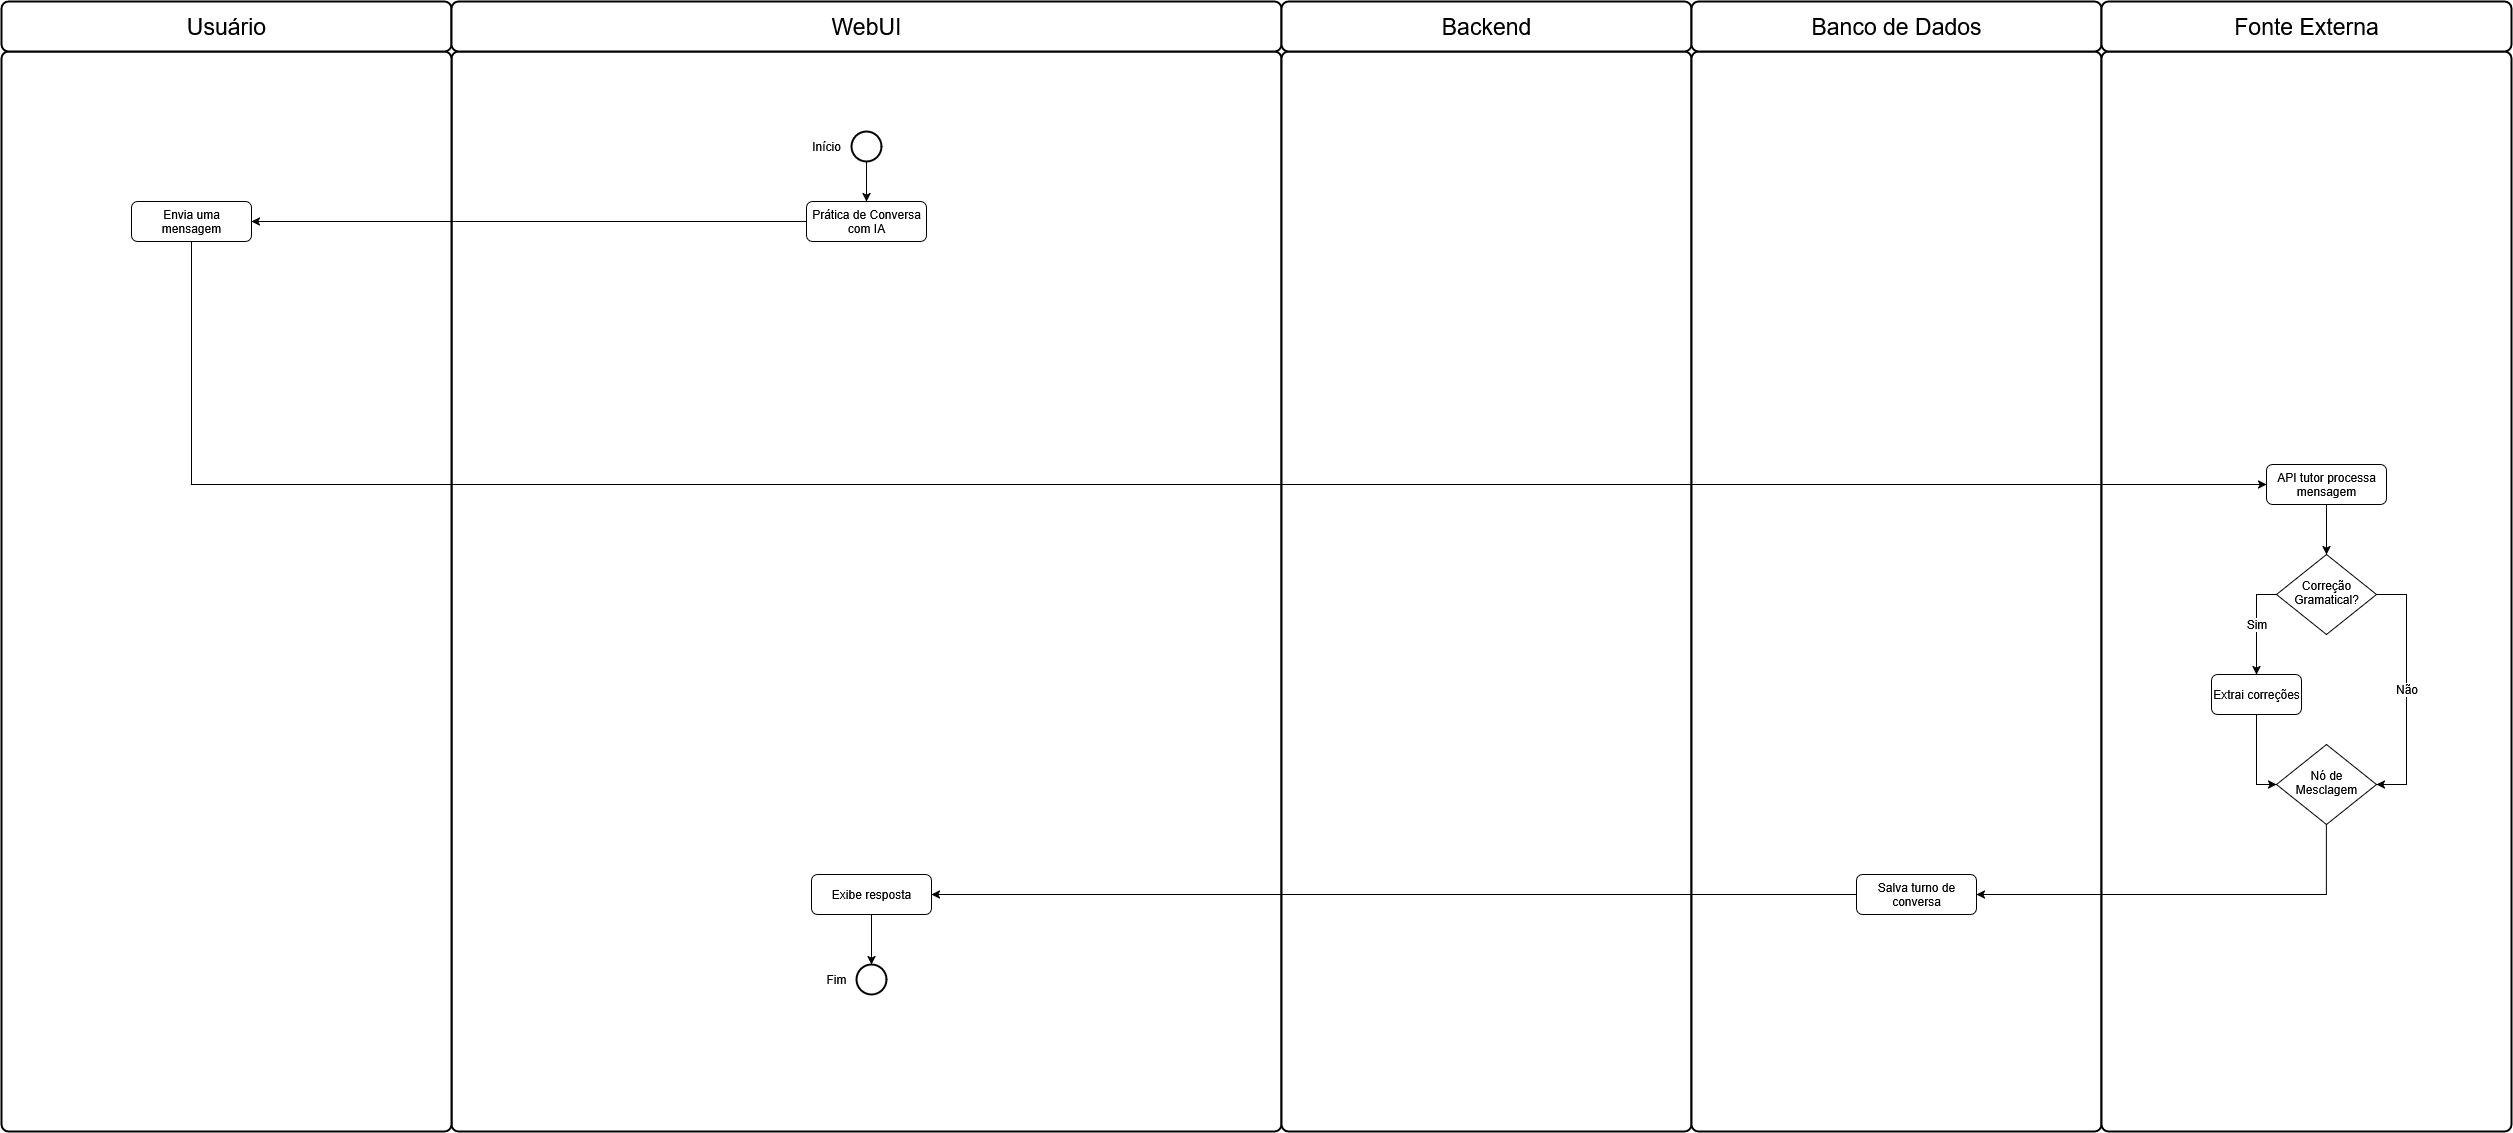 Usuário
WebUI
Backend
Banco de Dados
Fonte Externa
Início
Envia uma
mensagem
Prática de Conversa
com IA
API tutor processa
mensagem
Correção
Gramatical?
Sim
Não
Extrai correções
Nó de
Mesclagem
Exibe resposta
Salva turno de
conversa
Fim